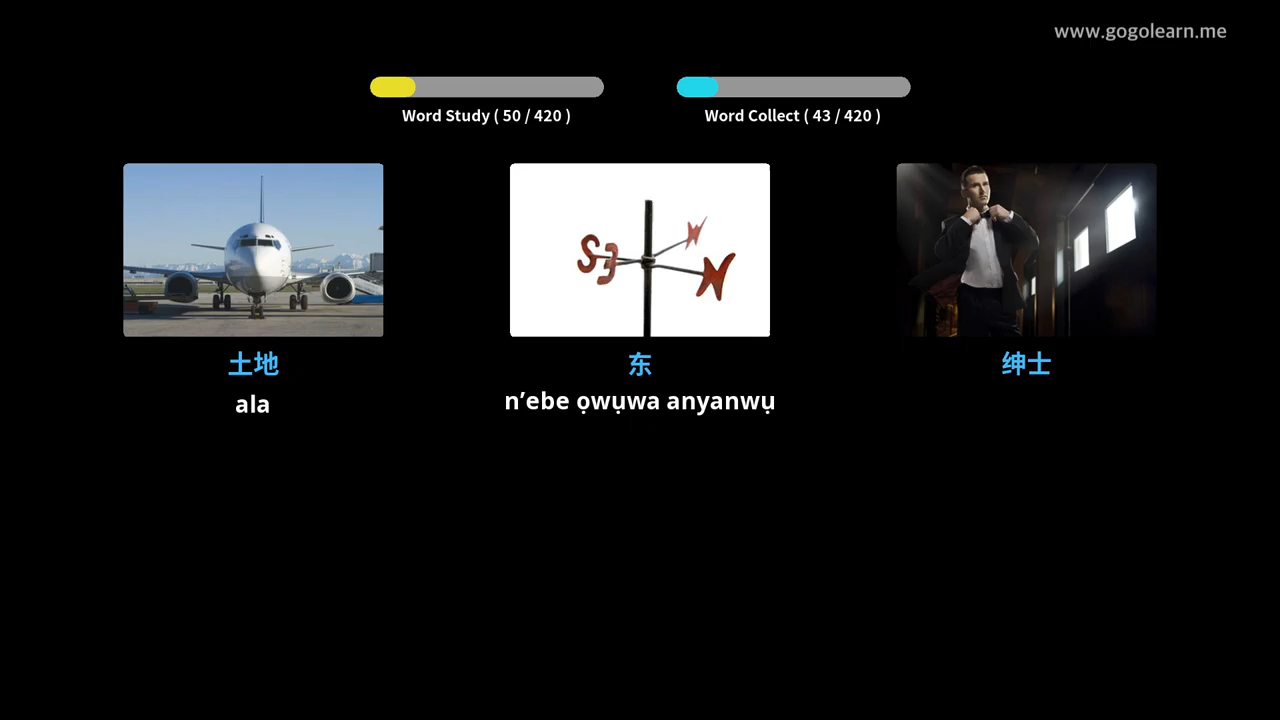 www.gogolearn.me
Word Study ( 50 / 420 )
Word Collect ( 43 / 420 )
S E N W
土地
东
绅士
ala
n’ebe ọwụwa anyanwụ